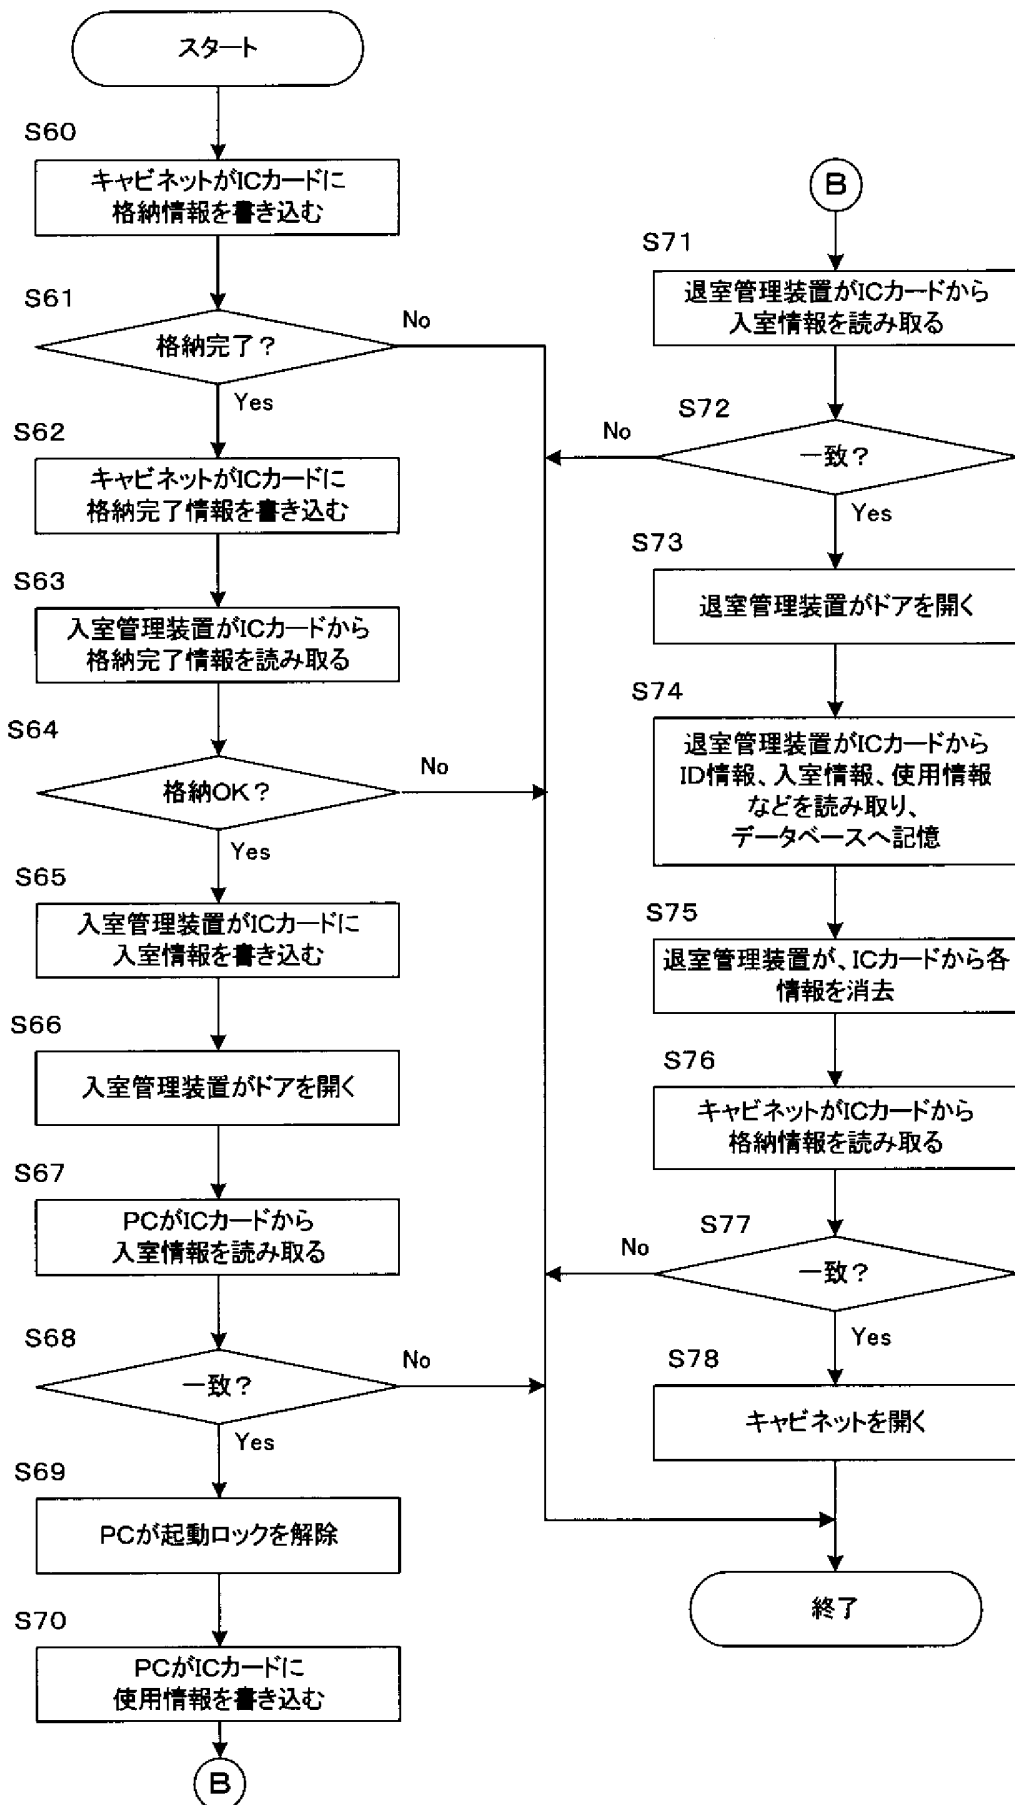 スタート
S60
キャビネットがICカードに
格納情報を書き込む
S61
格納完了？
No
Yes
S62
キャビネットがICカードに
格納完了情報を書き込む
S63
入室管理装置がICカードから
格納完了情報を読み取る
S64
格納OK？
No
Yes
S65
入室管理装置がICカードに
入室情報を書き込む
S66
入室管理装置がドアを開く
S67
PCがICカードから
入室情報を読み取る
S68
一致？
No
Yes
S69
PCが起動ロックを解除
S70
PCがICカードに
使用情報を書き込む
B
B
S71
退室管理装置がICカードから
入室情報を読み取る
S72
一致？
No
Yes
S73
退室管理装置がドアを開く
S74
退室管理装置がICカードから
ID情報、入室情報、使用情報
などを読み取り、
データベースへ記憶
S75
退室管理装置が、ICカードから各
情報を消去
S76
キャビネットがICカードから
格納情報を読み取る
S77
一致？
No
Yes
S78
キャビネットを開く
終了